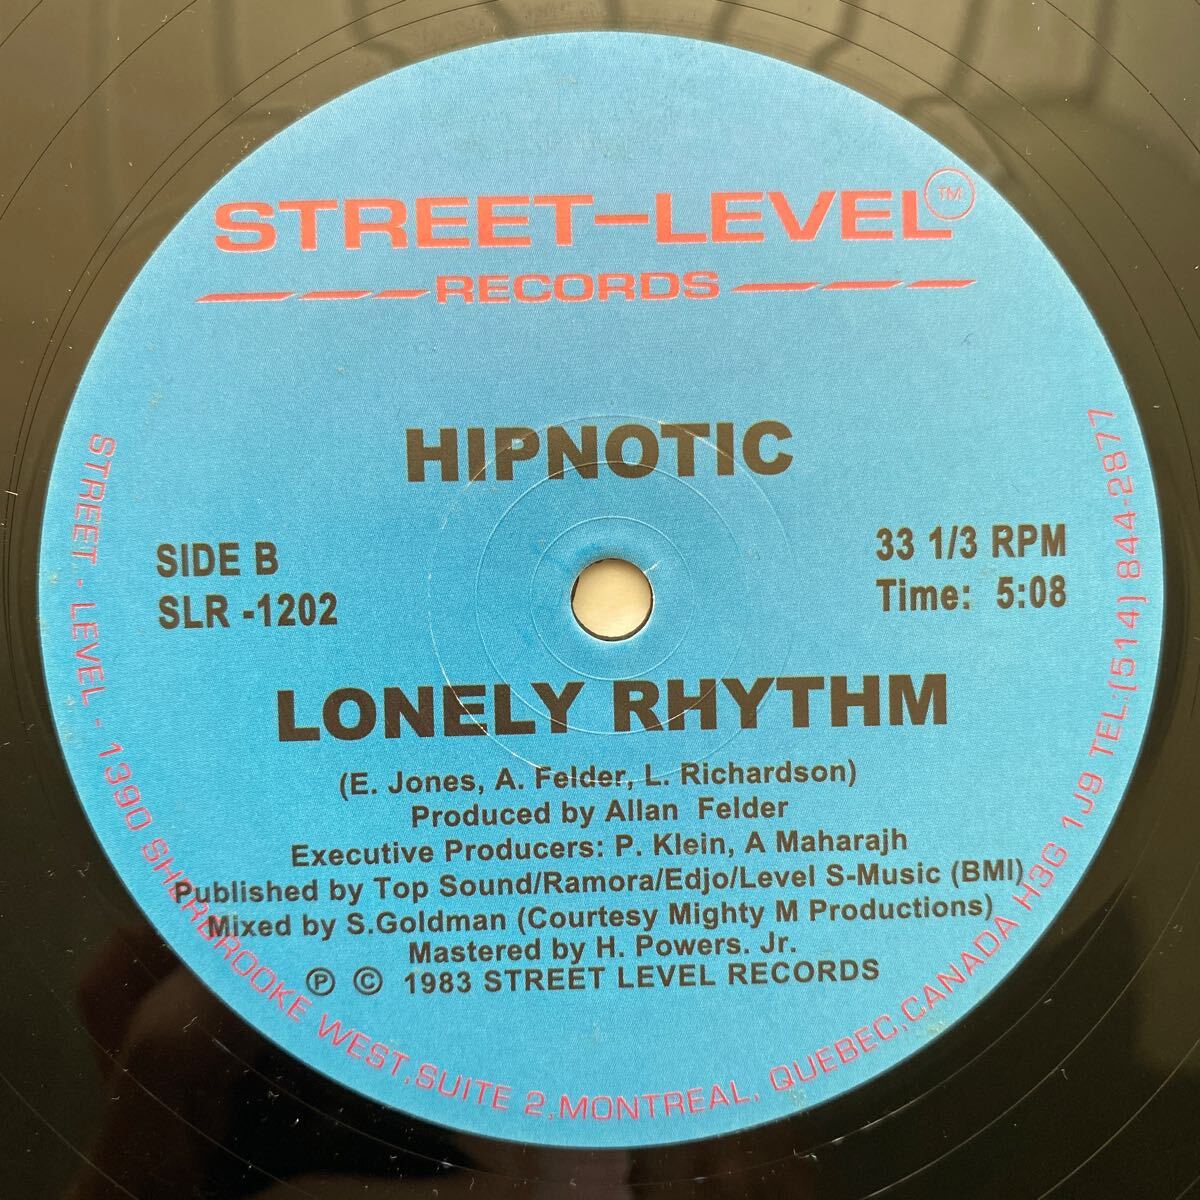 STREET-LEVEL TM
RECORDS
HIPNOTIC
SIDE B
SLR -1202
33 1/3 RPM
Time: 5:08
LONELY RHYTHM
(E. Jones, A. Felder, L. Richardson)
Produced by Allan Felder
Executive Producers: P. Klein, A Maharajh
Published by Top Sound/Ramora/Edjo/Level S-Music (BMI)
Mixed by S.Goldman (Courtesy Mighty M Productions)
Mastered by H. Powers. Jr.
℗ © 1983 STREET LEVEL RECORDS
STREET - LEVEL - 1390 SHERBROOKE WEST, SUITE 2, MONTREAL, QUEBEC, CANADA H3G 1J9 TEL:(514) 844-2877